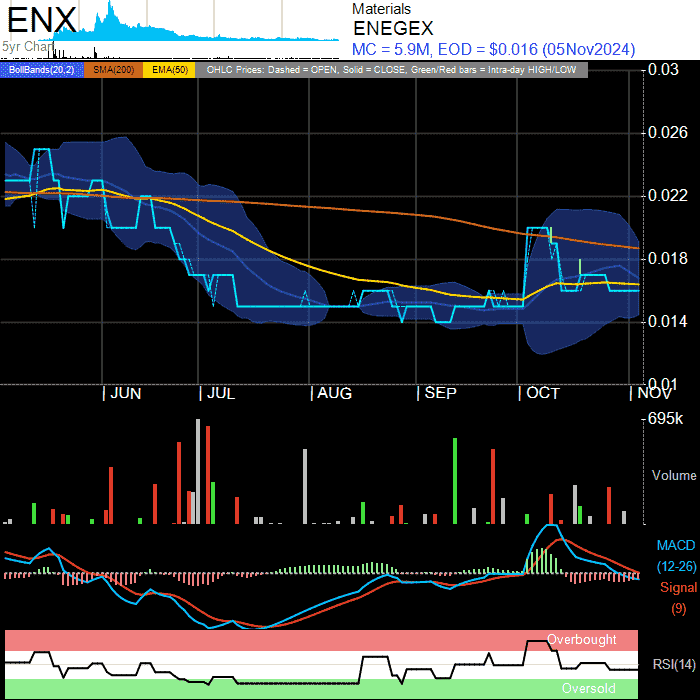 ENX
5yr Chart
Materials
ENEGEX
MC = 5.9M, EOD = $0.016 (05Nov2024)
BollBands(20,2) SMA(200) EMA(50) OHLC Prices: Dashed = OPEN, Solid = CLOSE, Green/Red bars = Intra-day HIGH/LOW
0.03
0.026
0.022
0.018
0.014
0.01
JUN JUL AUG SEP OCT NOV
695k
Volume
MACD
(12-26)
Signal
(9)
Overbought
RSI(14)
Oversold